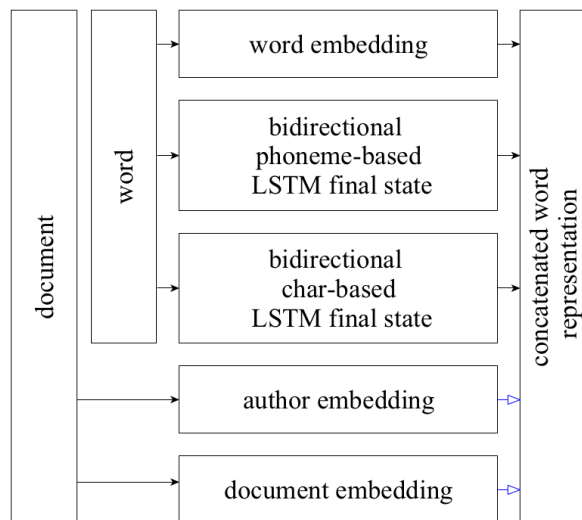 document
word
word embedding
bidirectional
phoneme-based
LSTM final state
bidirectional
char-based
LSTM final state
author embedding
document embedding
concatenated word
representation